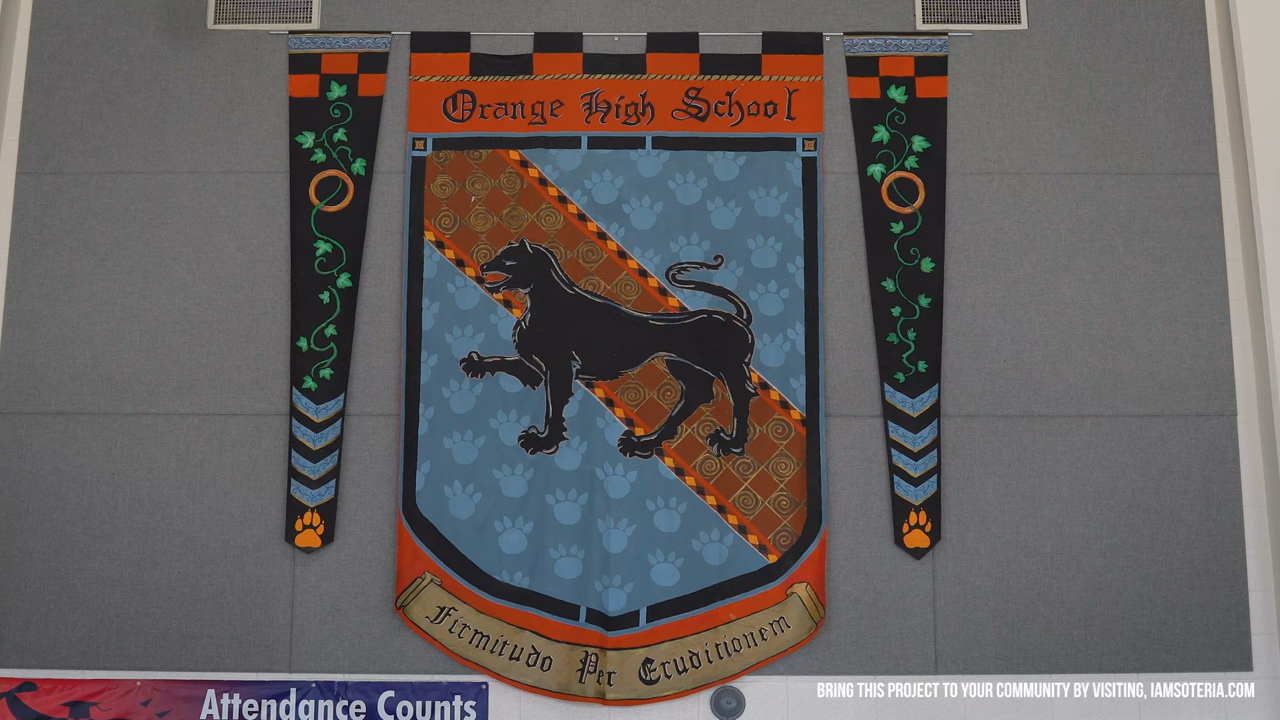 Orange High School
Firmitudo Per Eruditionem
Attendance Counts
BRING THIS PROJECT TO YOUR COMMUNITY BY VISITING, IAMSOTERIA.COM